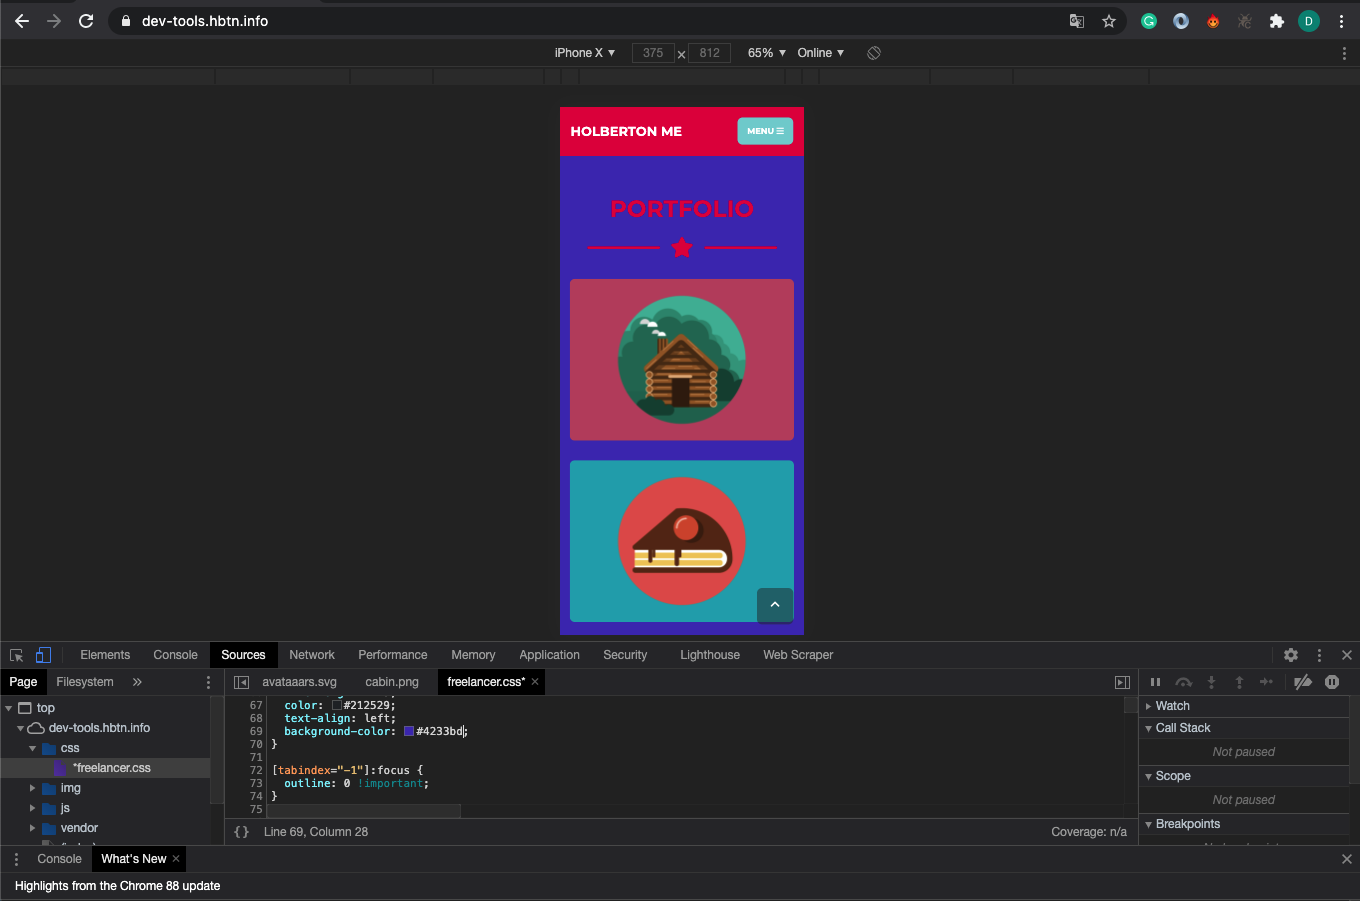 dev-tools.hbtn.info
D
iPhone X ▼ 375 × 812 65% ▼ Online ▼
HOLBERTON ME
MENU
PORTFOLIO
Elements Console Sources Network Performance Memory Application Security Lighthouse Web Scraper
Page Filesystem »
avataaars.svg cabin.png freelancer.css* ×
top
dev-tools.hbtn.info
css
*freelancer.css
img
js
vendor
67 color: #212529;
68 text-align: left;
69 background-color: #4233bd;
70 }
71
72 [tabindex="-1"]:focus {
73 outline: 0 !important;
74 }
75
{} Line 69, Column 28
Coverage: n/a
Watch
Call Stack
Not paused
Scope
Not paused
Breakpoints
Console What's New ×
Highlights from the Chrome 88 update